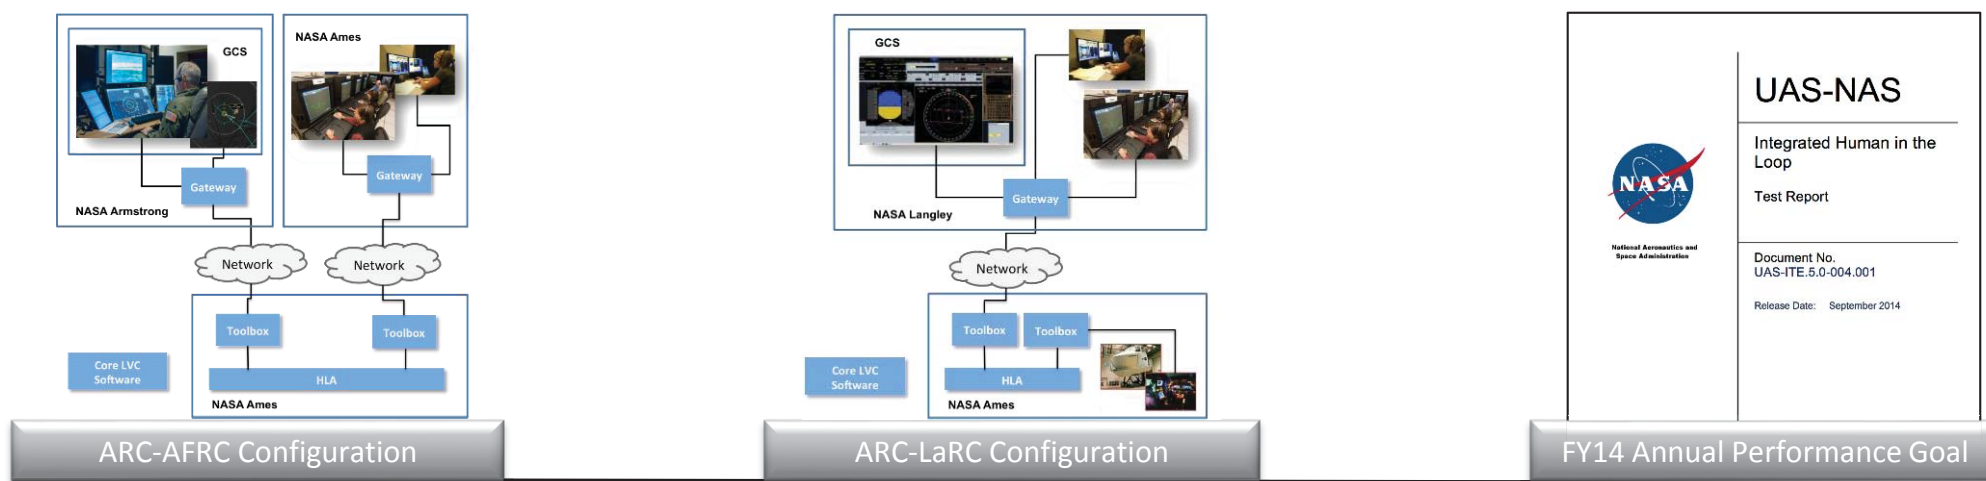 GCS
NASA Ames
Gateway
Gateway
NASA Armstrong
Network
Network
Toolbox
Toolbox
Core LVC
Software
HLA
NASA Ames
ARC-AFRC Configuration
GCS
Gateway
NASA Langley
Network
Toolbox
Toolbox
Core LVC
Software
HLA
NASA Ames
ARC-LaRC Configuration
NASA
National Aeronautics and
Space Administration
UAS-NAS
Integrated Human in the
Loop
Test Report
Document No.
UAS-ITE.5.0-004.001
Release Date: September 2014
FY14 Annual Performance Goal